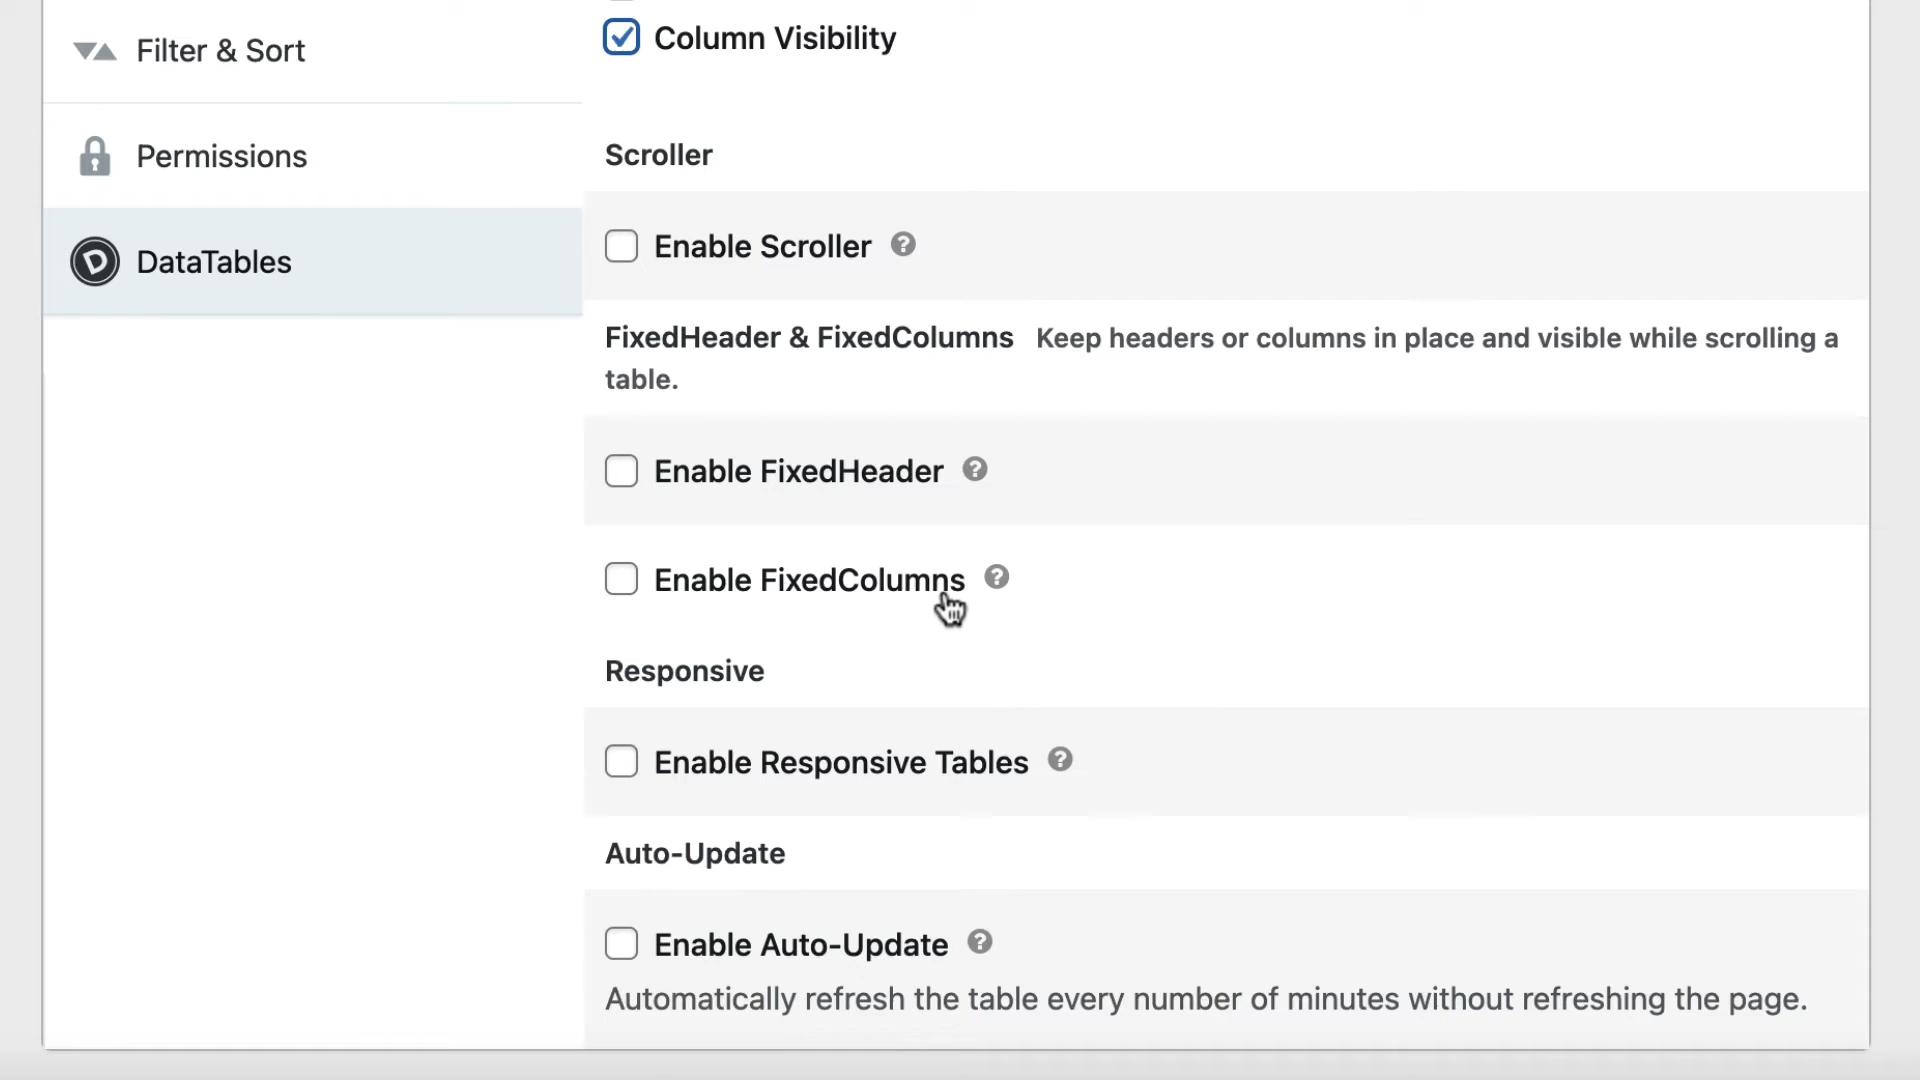 Filter & Sort
Permissions
DataTables
Column Visibility
Scroller
Enable Scroller ?
FixedHeader & FixedColumns Keep headers or columns in place and visible while scrolling a
table.
Enable FixedHeader ?
Enable FixedColumns ?
Responsive
Enable Responsive Tables ?
Auto-Update
Enable Auto-Update ?
Automatically refresh the table every number of minutes without refreshing the page.